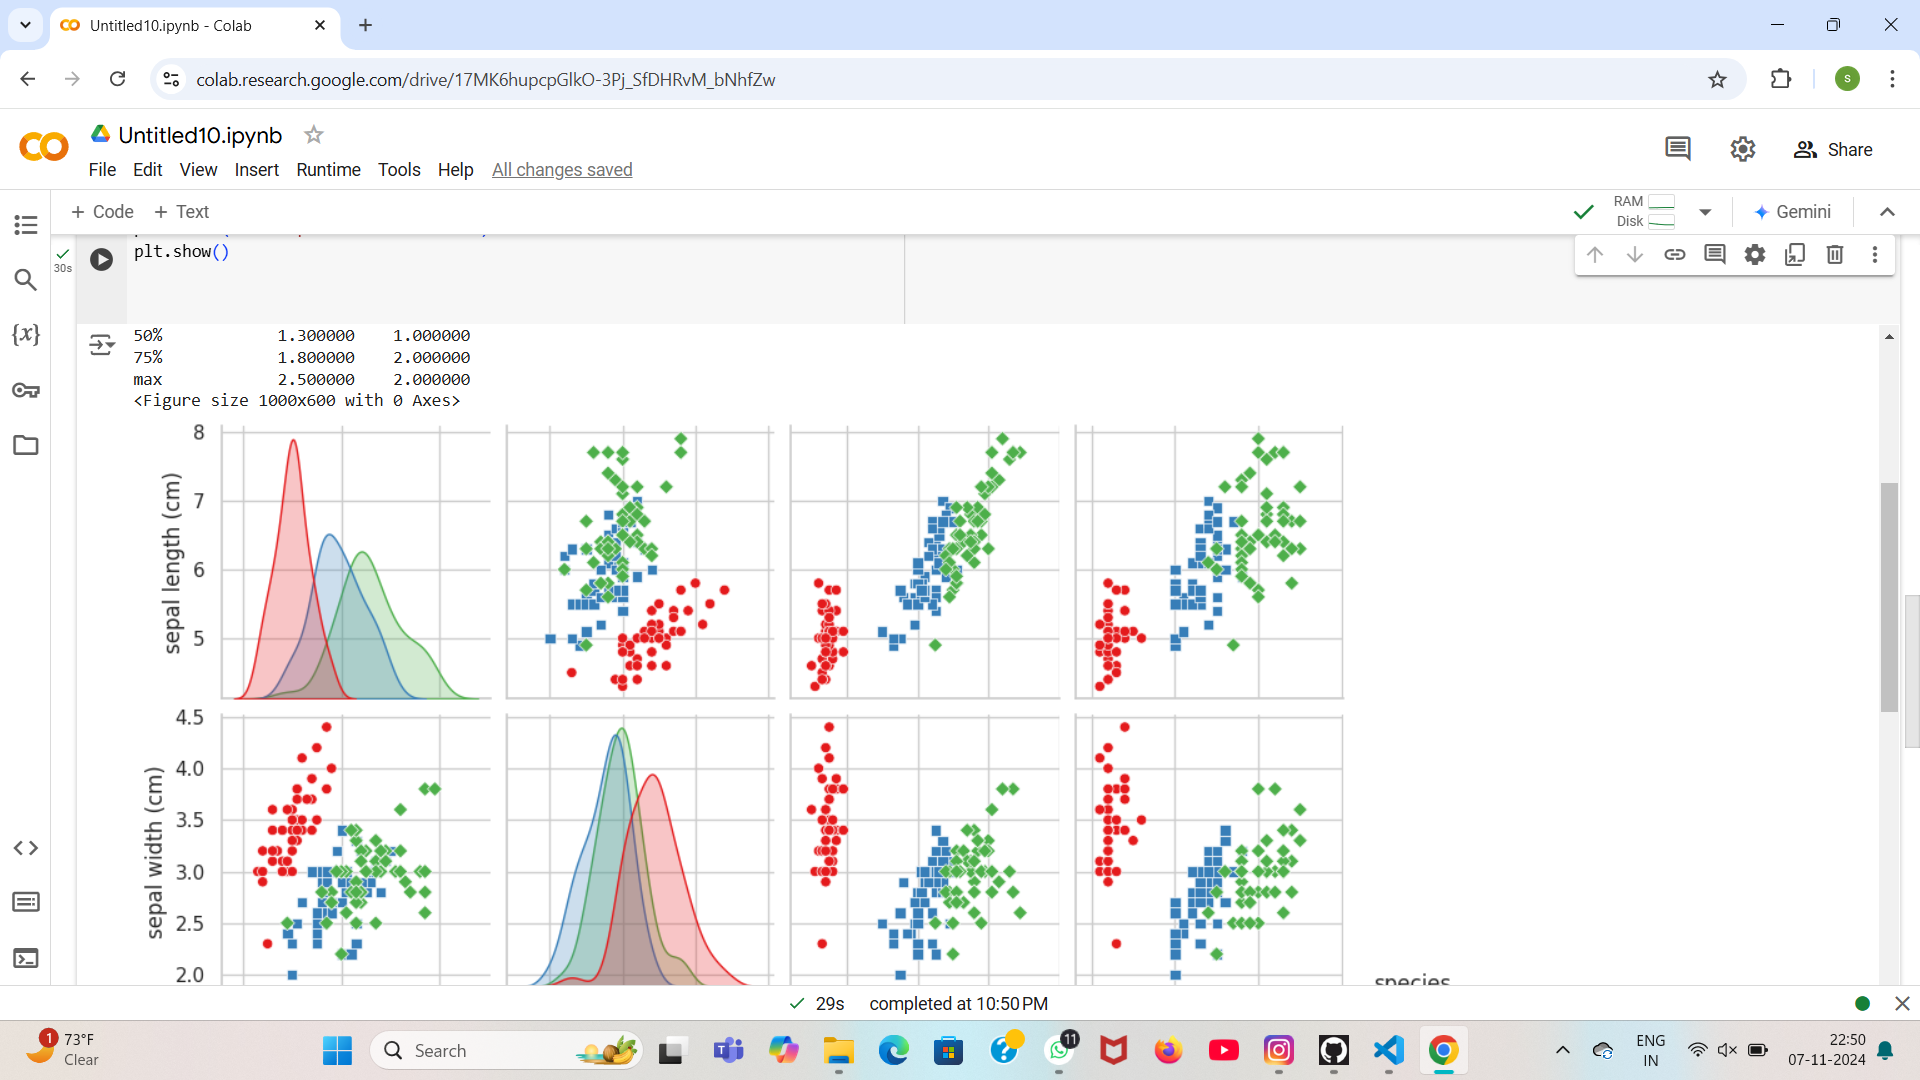 Untitled10.ipynb - Colab
colab.research.google.com/drive/17MK6hupcpGlkO-3Pj_SfDHRvM_bNhfZw
S
Untitled10.ipynb
File Edit View Insert Runtime Tools Help All changes saved
Share
+ Code + Text
RAM
Disk
Gemini
30s
plt.show()
{x}
50% 1.300000 1.000000
75% 1.800000 2.000000
max 2.500000 2.000000
<Figure size 1000x600 with 0 Axes>
8
7
6
5
sepal length (cm)
4.5
4.0
3.5
3.0
2.5
2.0
sepal width (cm)
species
29s completed at 10:50 PM
1
73°F
Clear
Search
11
ENG
IN
22:50
07-11-2024